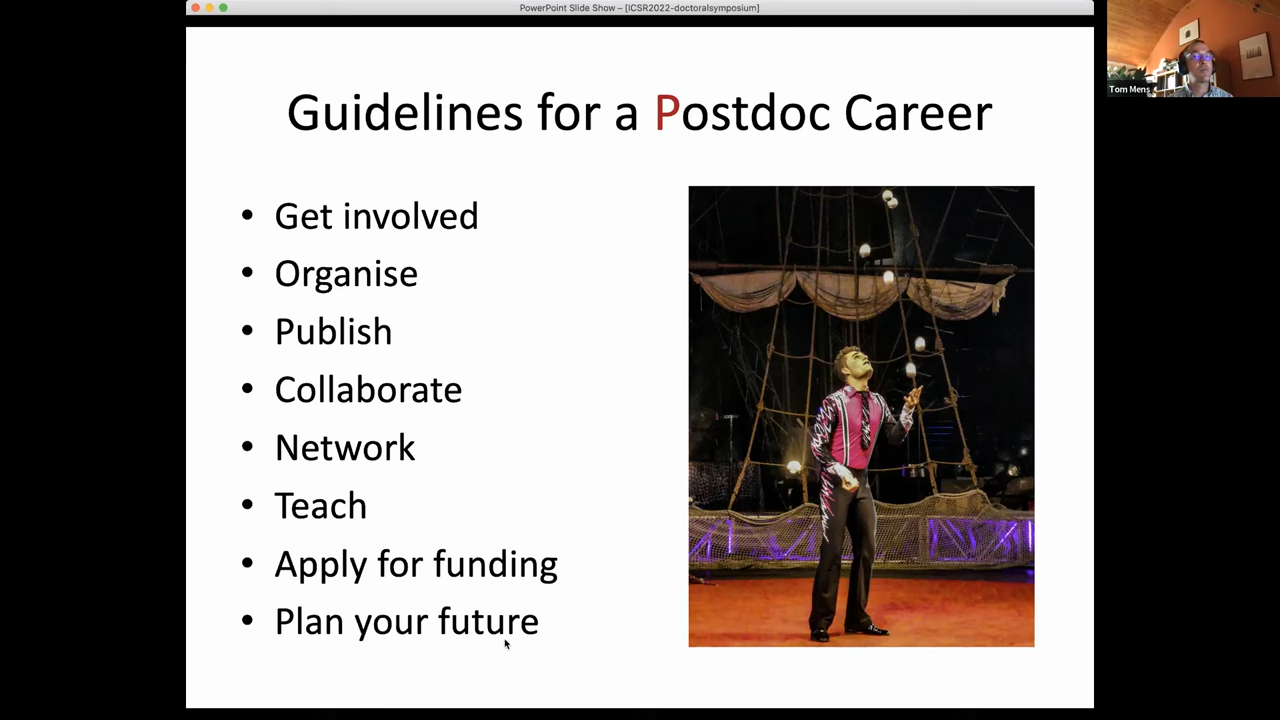 PowerPoint Slide Show – [ICSR2022-doctoralsymposium]
Tom Mens
Guidelines for a Postdoc Career
• Get involved
• Organise
• Publish
• Collaborate
• Network
• Teach
• Apply for funding
• Plan your future